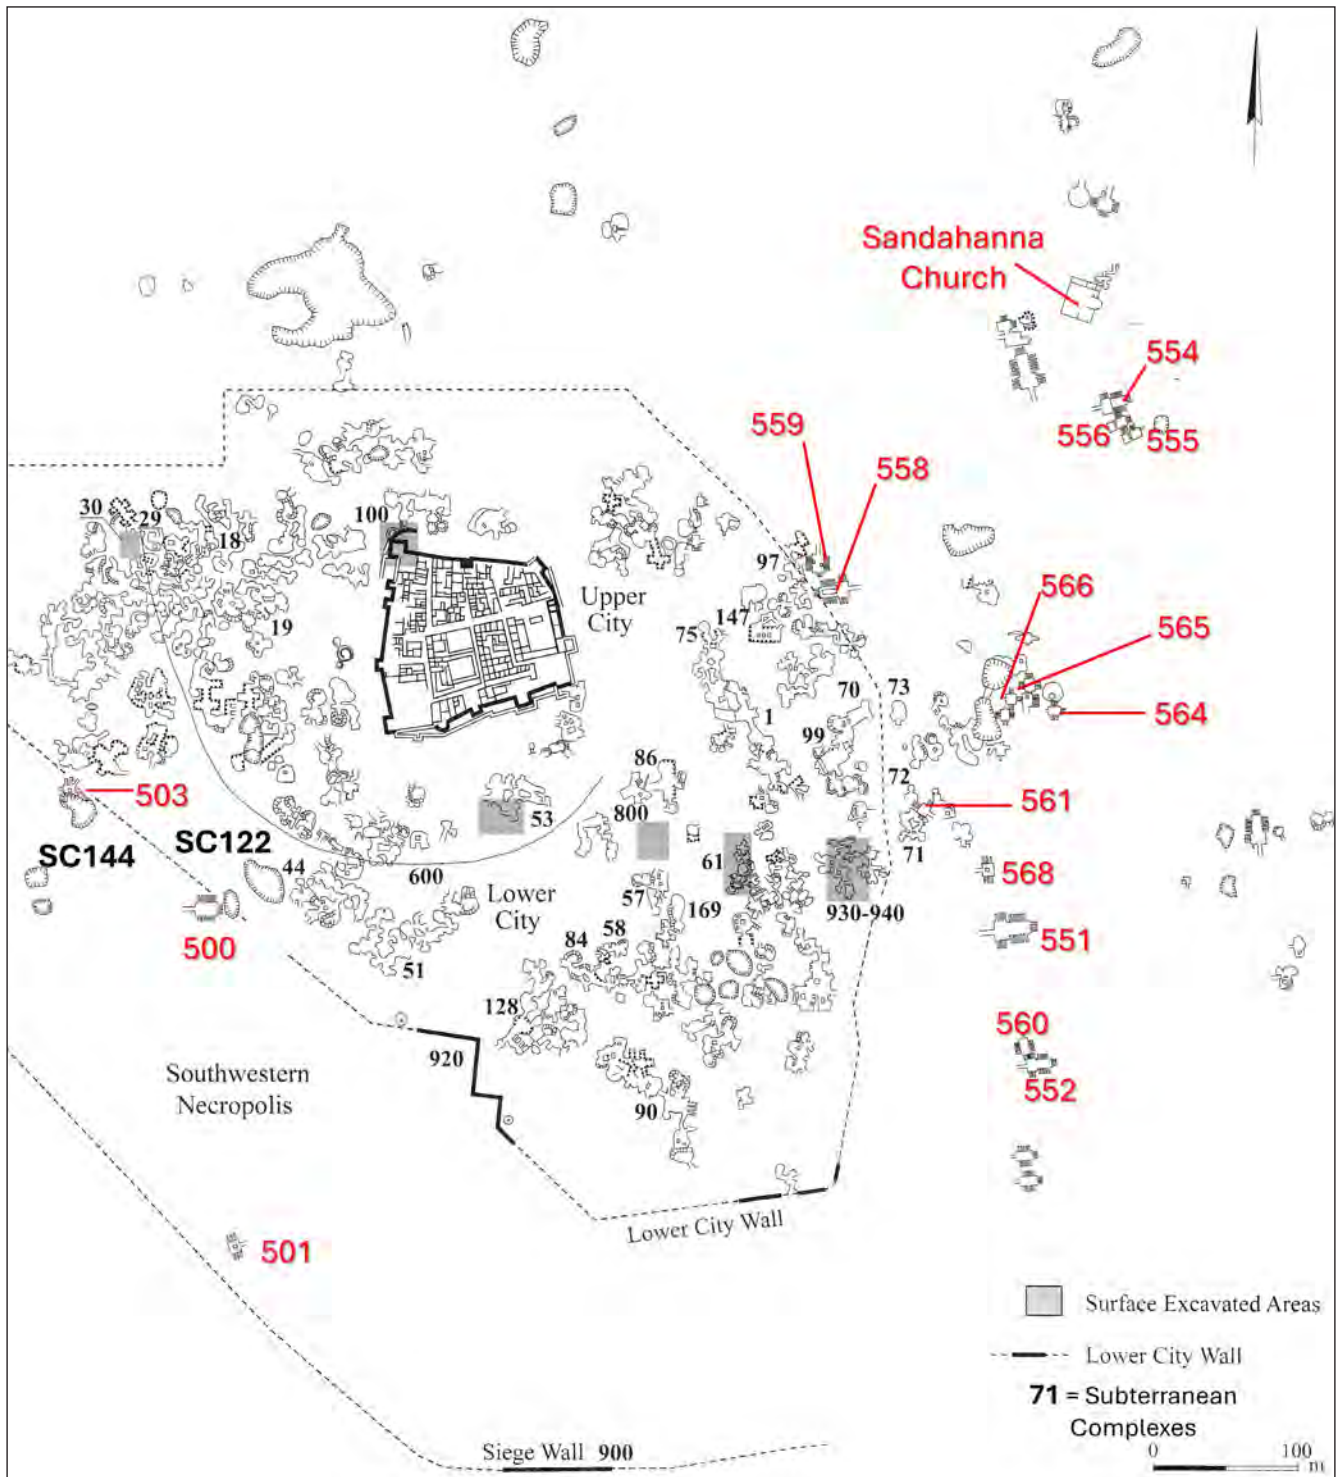 Sandahanna
Church
554
559
556
555
558
30
29
100
18
97
566
Upper
City
147
565
19
75
70
73
564
1
99
86
72
503
53
800
561
SC122
SC144
44
61
71
600
568
57
Lower
City
169
930-940
500
58
551
84
51
128
560
920
Southwestern
Necropolis
552
90
Lower City Wall
501
Surface Excavated Areas
Lower City Wall
71 = Subterranean
Complexes
Siege Wall 900
0 100
m